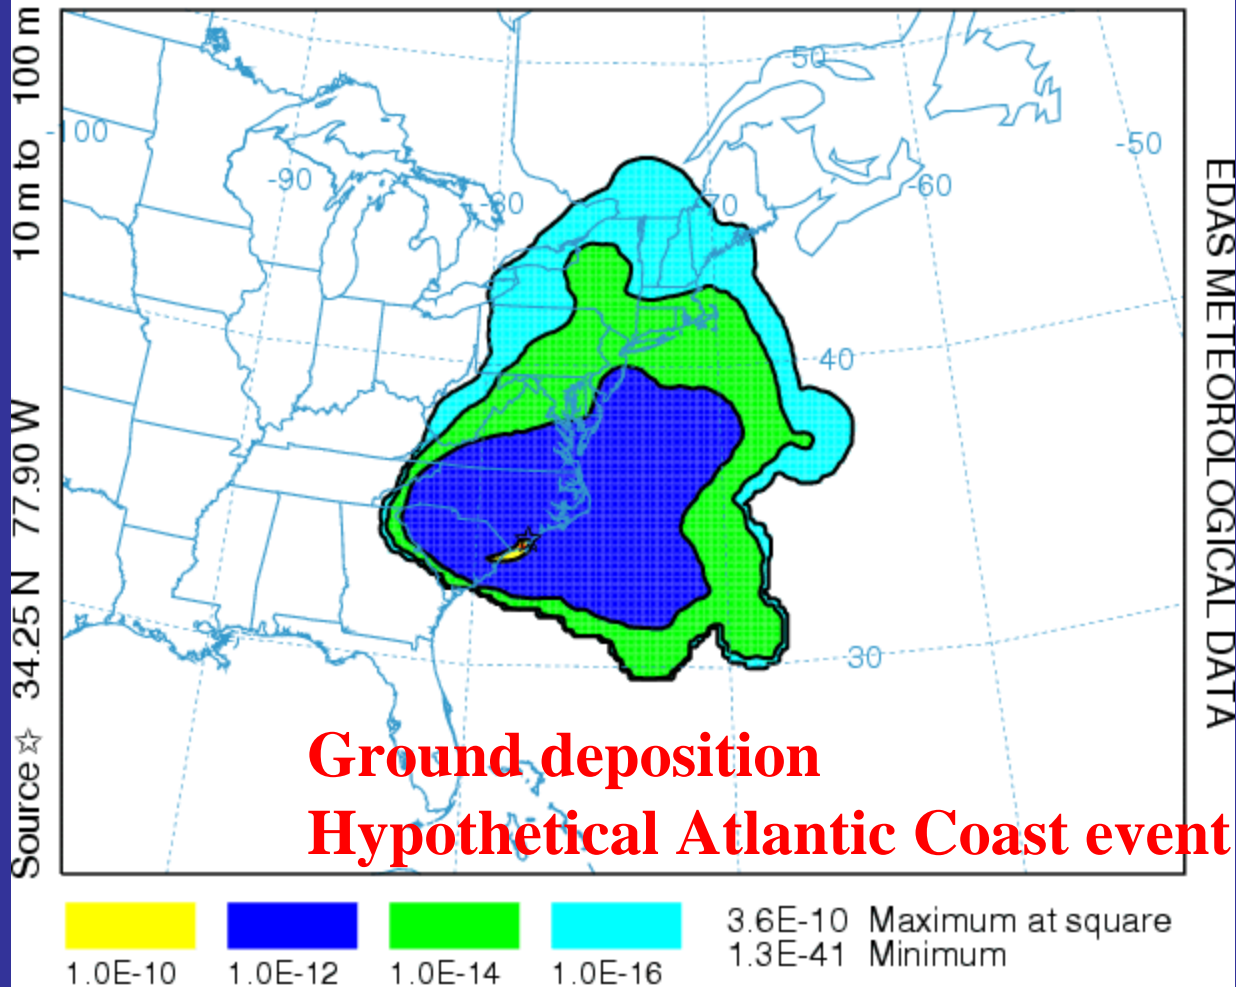 Source ☆ 34.25 N 77.90 W 10 m to 100 m
EDAS METEOROLOGICAL DATA
50
-100
-50
-90
-60
-80
-70
40
30
Ground deposition
Hypothetical Atlantic Coast event
3.6E-10 Maximum at square
1.3E-41 Minimum
1.0E-10 1.0E-12 1.0E-14 1.0E-16